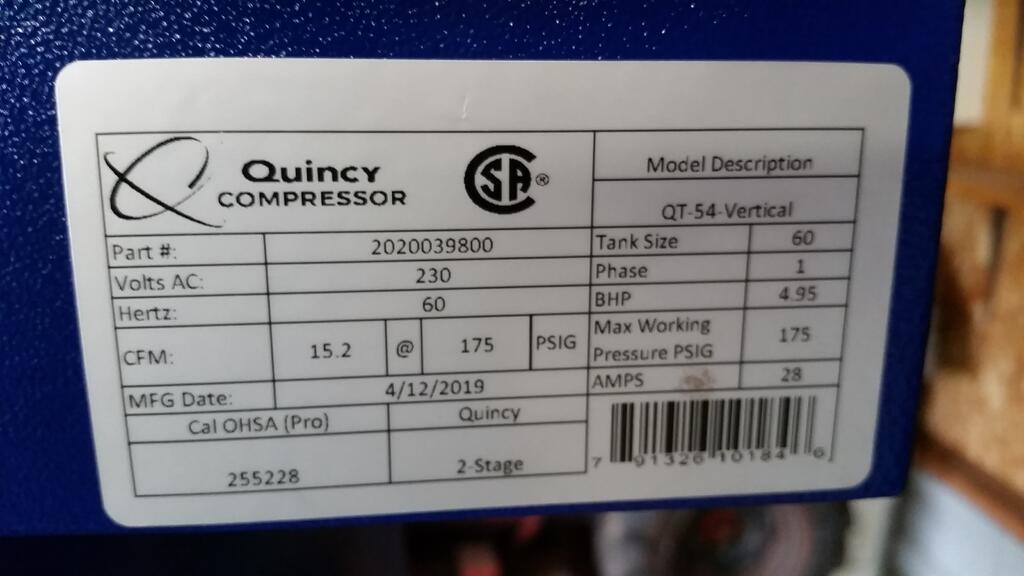 Quincy
COMPRESSOR
CSA®
Model Description
QT-54-Vertical
Part #: 2020039800
Tank Size 60
Volts AC: 230
Phase 1
Hertz: 60
BHP 4.95
CFM: 15.2 @ 175 PSIG
Max Working
Pressure PSIG 175
MFG Date: 4/12/2019
AMPS 28
Cal OHSA (Pro) Quincy
255228 2-Stage
7 91326 10184 6